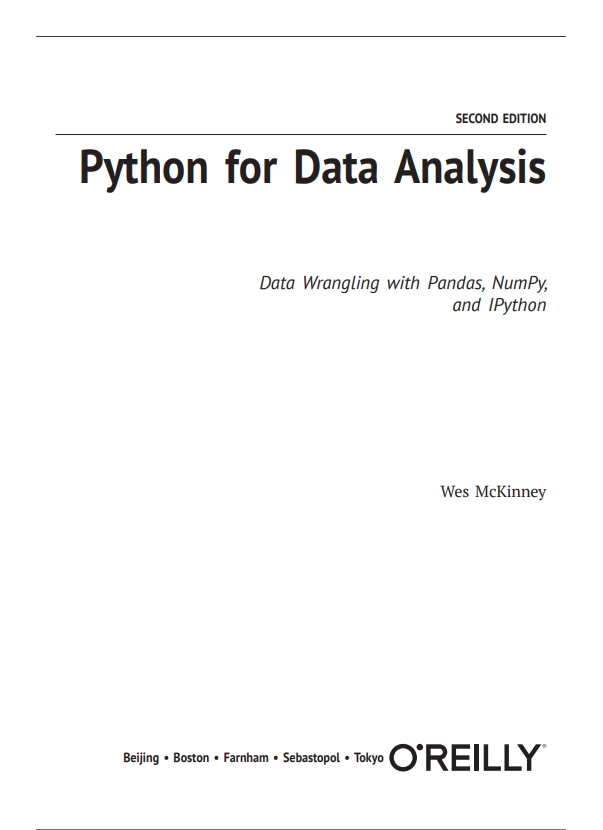 SECOND EDITION
Python for Data Analysis
Data Wrangling with Pandas, NumPy,
and IPython
Wes McKinney
Beijing • Boston • Farnham • Sebastopol • Tokyo O'REILLY®